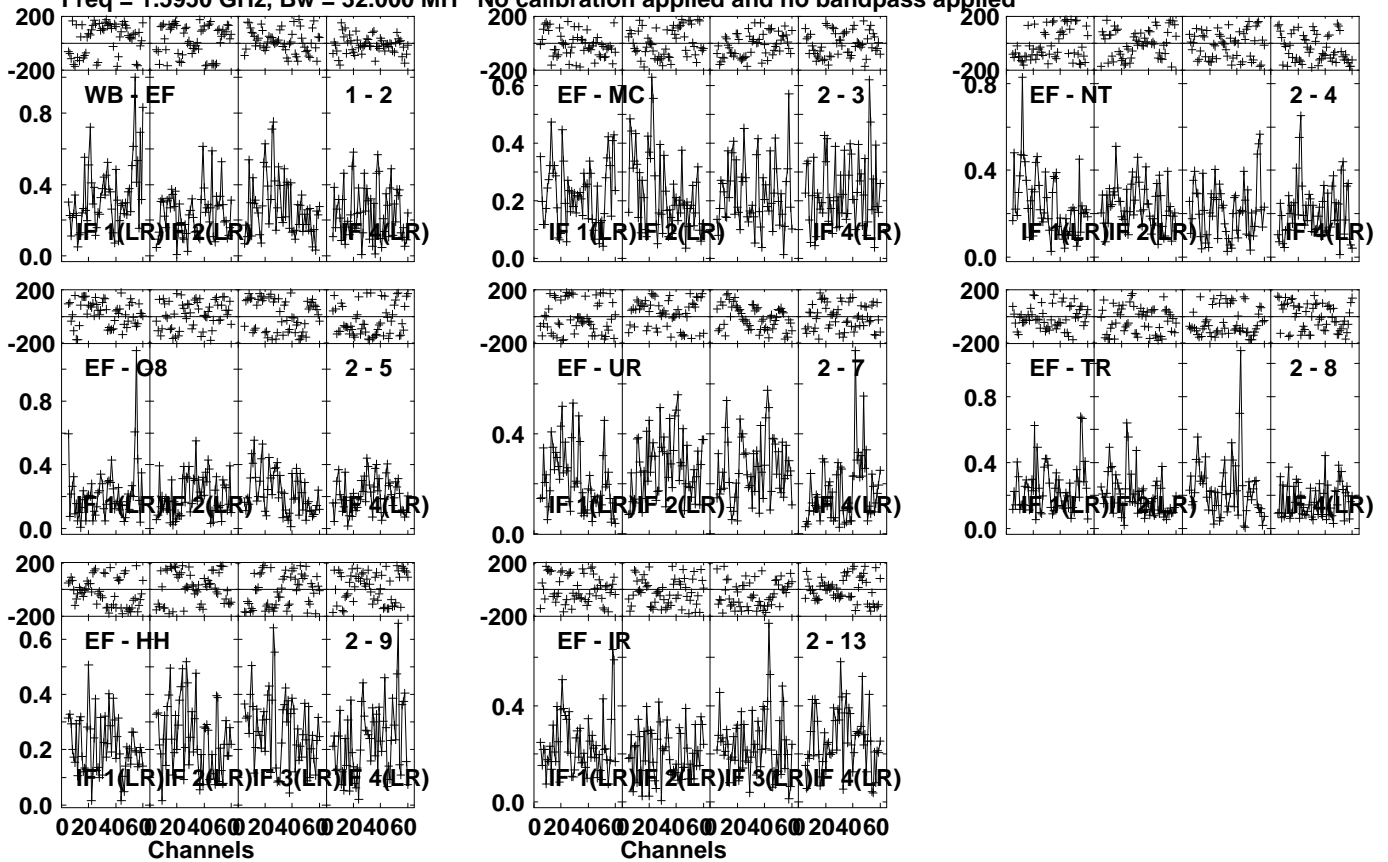 Freq = 1.5950 GHz, Bw = 32.000 MH No calibration applied and no bandpass applied
200
-200
WB - EF 1 - 2
0.8
0.4
0.0
IF 1(LR) IF 2(LR) IF 4(LR)
200
-200
EF - MC 2 - 3
0.6
0.4
0.2
0.0
IF 1(LR) IF 2(LR) IF 4(LR)
200
-200
EF - NT 2 - 4
0.8
0.4
0.0
IF 1(LR) IF 2(LR) IF 4(LR)
200
-200
EF - O8 2 - 5
0.8
0.4
0.0
IF 1(LR) IF 2(LR) IF 4(LR)
200
-200
EF - UR 2 - 7
0.4
0.0
IF 1(LR) IF 2(LR) IF 4(LR)
200
-200
EF - TR 2 - 8
0.8
0.4
0.0
IF 1(LR) IF 2(LR) IF 4(LR)
200
-200
EF - HH 2 - 9
0.6
0.4
0.2
0.0
IF 1(LR) IF 2(LR) IF 3(LR) IF 4(LR)
0 20 40 60 0 20 40 60 0 20 40 60 0 20 40 60
Channels
200
-200
EF - IR 2 - 13
0.4
0.0
IF 1(LR) IF 2(LR) IF 3(LR) IF 4(LR)
0 20 40 60 0 20 40 60 0 20 40 60 0 20 40 60
Channels